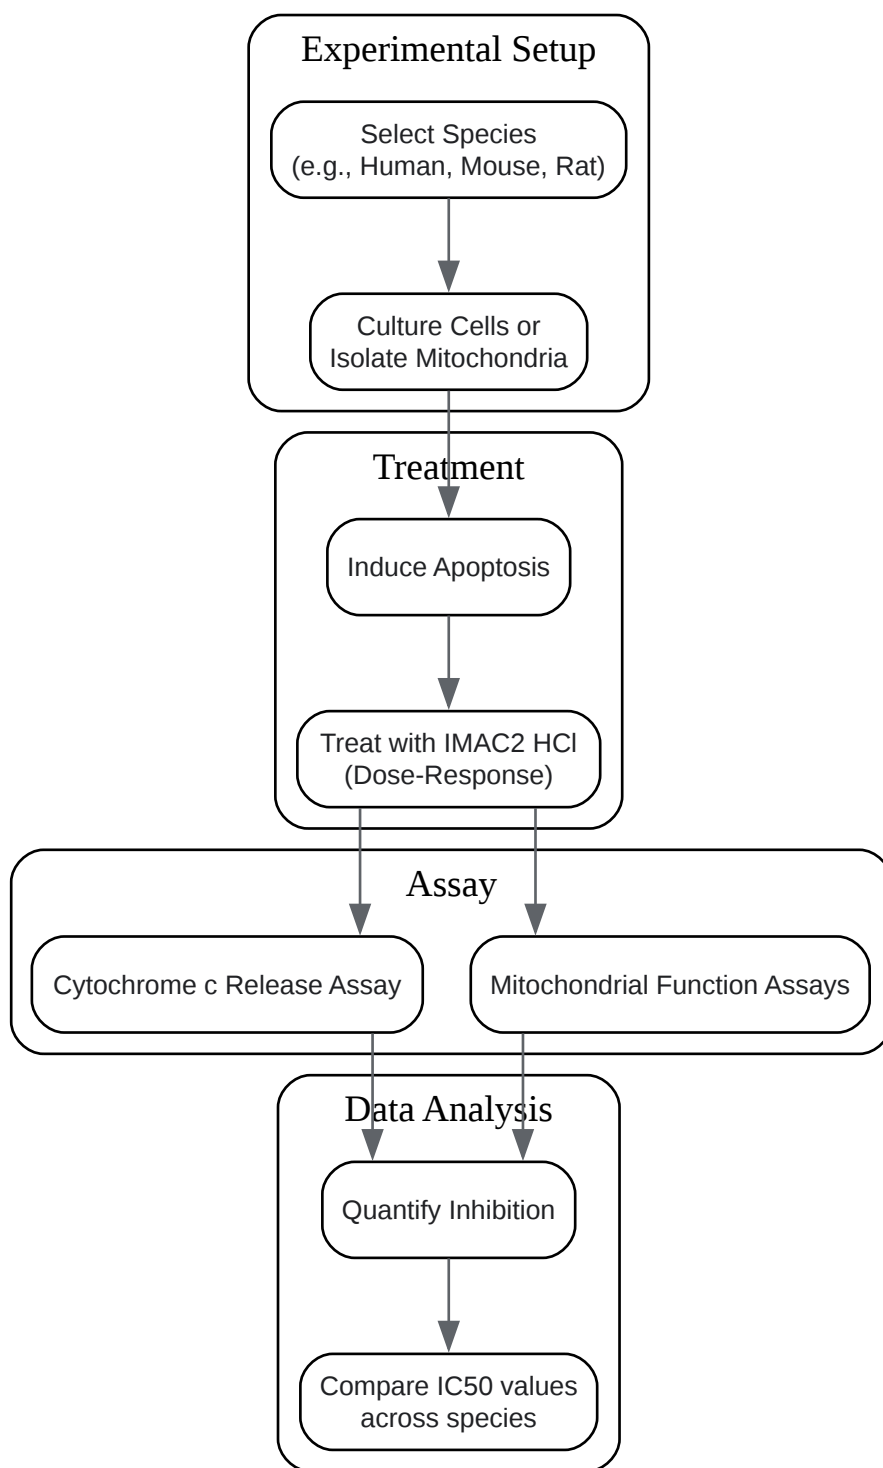 Experimental Setup
Select Species
(e.g., Human, Mouse, Rat)
Culture Cells or
Isolate Mitochondria
Treatment
Induce Apoptosis
Treat with IMAC2 HCl
(Dose-Response)
Assay
Cytochrome c Release Assay
Mitochondrial Function Assays
Data Analysis
Quantify Inhibition
Compare IC50 values
across species